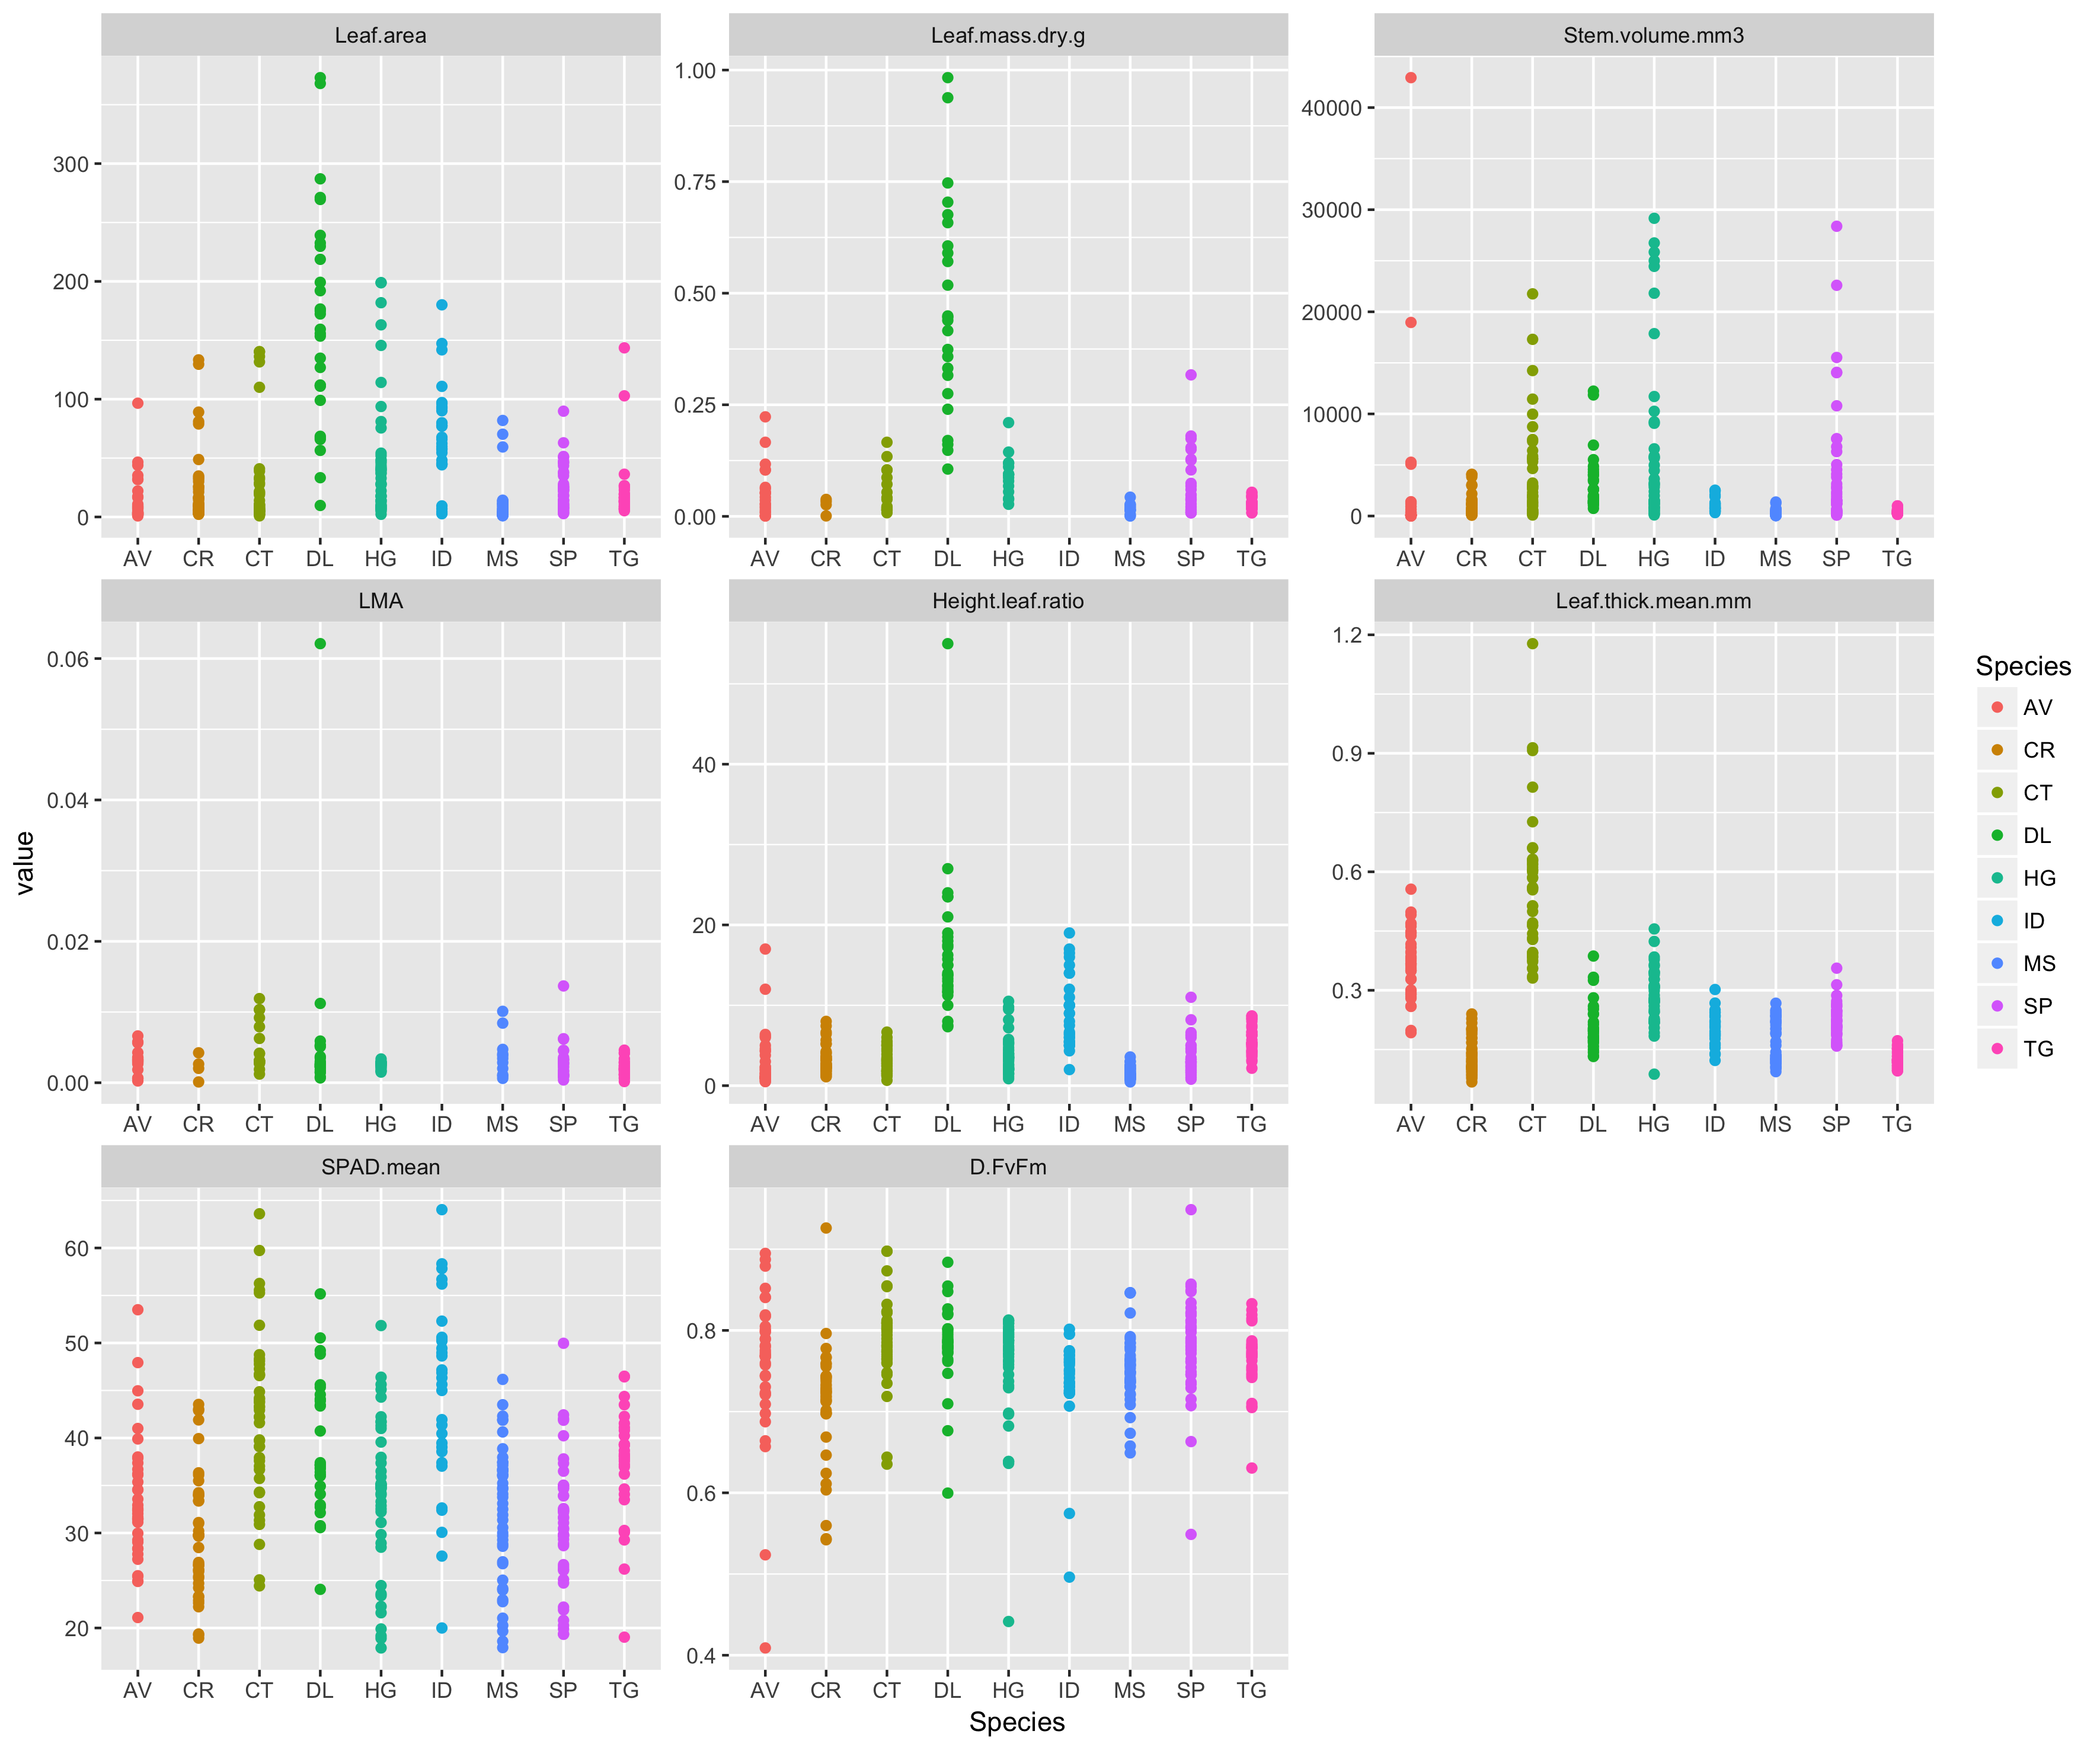 Leaf.area
Leaf.mass.dry.g
Stem.volume.mm3
300
200
100
0
1.00
0.75
0.50
0.25
0.00
40000
30000
20000
10000
0
AV CR CT DL HG ID MS SP TG
AV CR CT DL HG ID MS SP TG
AV CR CT DL HG ID MS SP TG
LMA
Height.leaf.ratio
Leaf.thick.mean.mm
value
0.06
0.04
0.02
0.00
40
20
0
1.2
0.9
0.6
0.3
AV CR CT DL HG ID MS SP TG
AV CR CT DL HG ID MS SP TG
AV CR CT DL HG ID MS SP TG
SPAD.mean
D.FvFm
60
50
40
30
20
0.8
0.6
0.4
AV CR CT DL HG ID MS SP TG
AV CR CT DL HG ID MS SP TG
Species
Species
AV
CR
CT
DL
HG
ID
MS
SP
TG